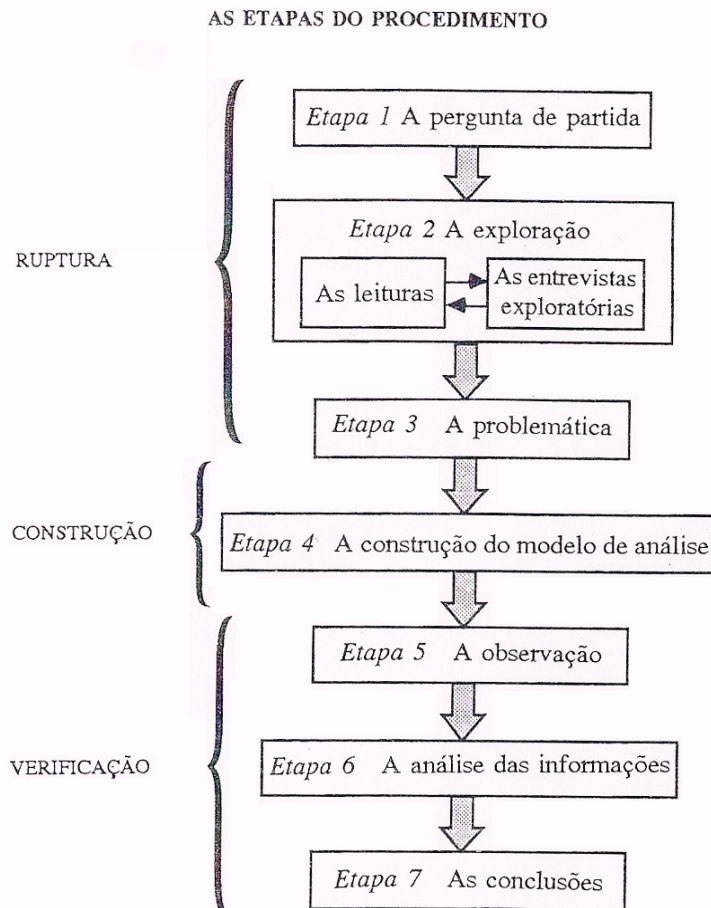 AS ETAPAS DO PROCEDIMENTO
Etapa 1 A pergunta de partida
Etapa 2 A exploração
RUPTURA
As leituras
As entrevistas
exploratórias
Etapa 3 A problemática
CONSTRUÇÃO
Etapa 4 A construção do modelo de análise
Etapa 5 A observação
VERIFICAÇÃO
Etapa 6 A análise das informações
Etapa 7 As conclusões